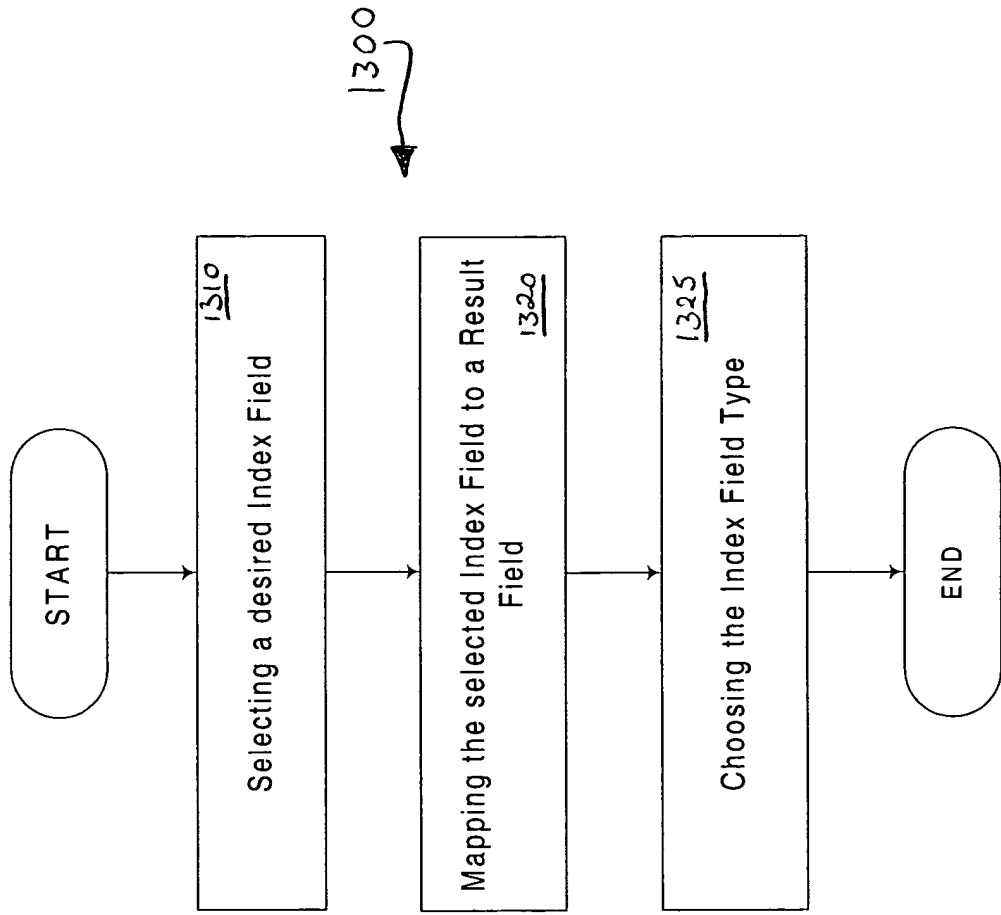 START
1310
Selecting a desired Index Field
Mapping the selected Index Field to a Result
Field
1320
1325
Choosing the Index Field Type
END
1300